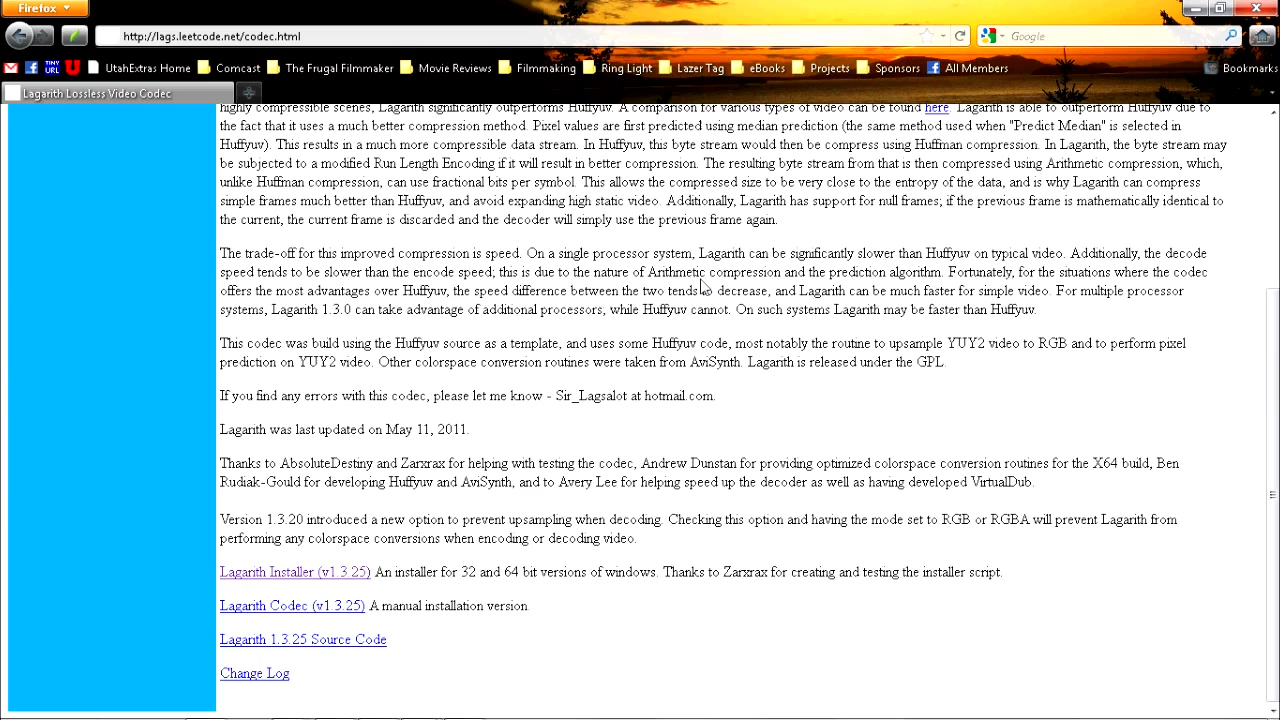 Firefox
http://lags.leetcode.net/codec.html
Google
TINY URL
UtahExtras Home
Comcast
The Frugal Filmmaker
Movie Reviews
Filmmaking
Ring Light
Lazer Tag
eBooks
Projects
Sponsors
All Members
Bookmarks
Lagarith Lossless Video Codec
highly compressible scenes, Lagarith significantly outperforms Huffyuv. A comparison for various types of video can be found here. Lagarith is able to outperform Huffyuv due to
the fact that it uses a much better compression method. Pixel values are first predicted using median prediction (the same method used when "Predict Median" is selected in
Huffyuv). This results in a much more compressible data stream. In Huffyuv, this byte stream would then be compress using Huffman compression. In Lagarith, the byte stream may
be subjected to a modified Run Length Encoding if it will result in better compression. The resulting byte stream from that is then compressed using Arithmetic compression, which,
unlike Huffman compression, can use fractional bits per symbol. This allows the compressed size to be very close to the entropy of the data, and is why Lagarith can compress
simple frames much better than Huffyuv, and avoid expanding high static video. Additionally, Lagarith has support for null frames; if the previous frame is mathematically identical to
the current, the current frame is discarded and the decoder will simply use the previous frame again.
The trade-off for this improved compression is speed. On a single processor system, Lagarith can be significantly slower than Huffyuv on typical video. Additionally, the decode
speed tends to be slower than the encode speed; this is due to the nature of Arithmetic compression and the prediction algorithm. Fortunately, for the situations where the codec
offers the most advantages over Huffyuv, the speed difference between the two tends decrease, and Lagarith can be much faster for simple video. For multiple processor
systems, Lagarith 1.3.0 can take advantage of additional processors, while Huffyuv cannot. On such systems Lagarith may be faster than Huffyuv.
This codec was build using the Huffyuv source as a template, and uses some Huffyuv code, most notably the routine to upsample YUY2 video to RGB and to perform pixel
prediction on YUY2 video. Other colorspace conversion routines were taken from AviSynth. Lagarith is released under the GPL.
If you find any errors with this codec, please let me know - Sir_Lagsalot at hotmail.com.
Lagarith was last updated on May 11, 2011.
Thanks to AbsoluteDestiny and Zarxrax for helping with testing the codec, Andrew Dunstan for providing optimized colorspace conversion routines for the X64 build, Ben
Rudiak-Gould for developing Huffyuv and AviSynth, and to Avery Lee for helping speed up the decoder as well as having developed VirtualDub.
Version 1.3.20 introduced a new option to prevent upsampling when decoding. Checking this option and having the mode set to RGB or RGBA will prevent Lagarith from
performing any colorspace conversions when encoding or decoding video.
Lagarith Installer (v1.3.25) An installer for 32 and 64 bit versions of windows. Thanks to Zarxrax for creating and testing the installer script.
Lagarith Codec (v1.3.25) A manual installation version.
Lagarith 1.3.25 Source Code
Change Log